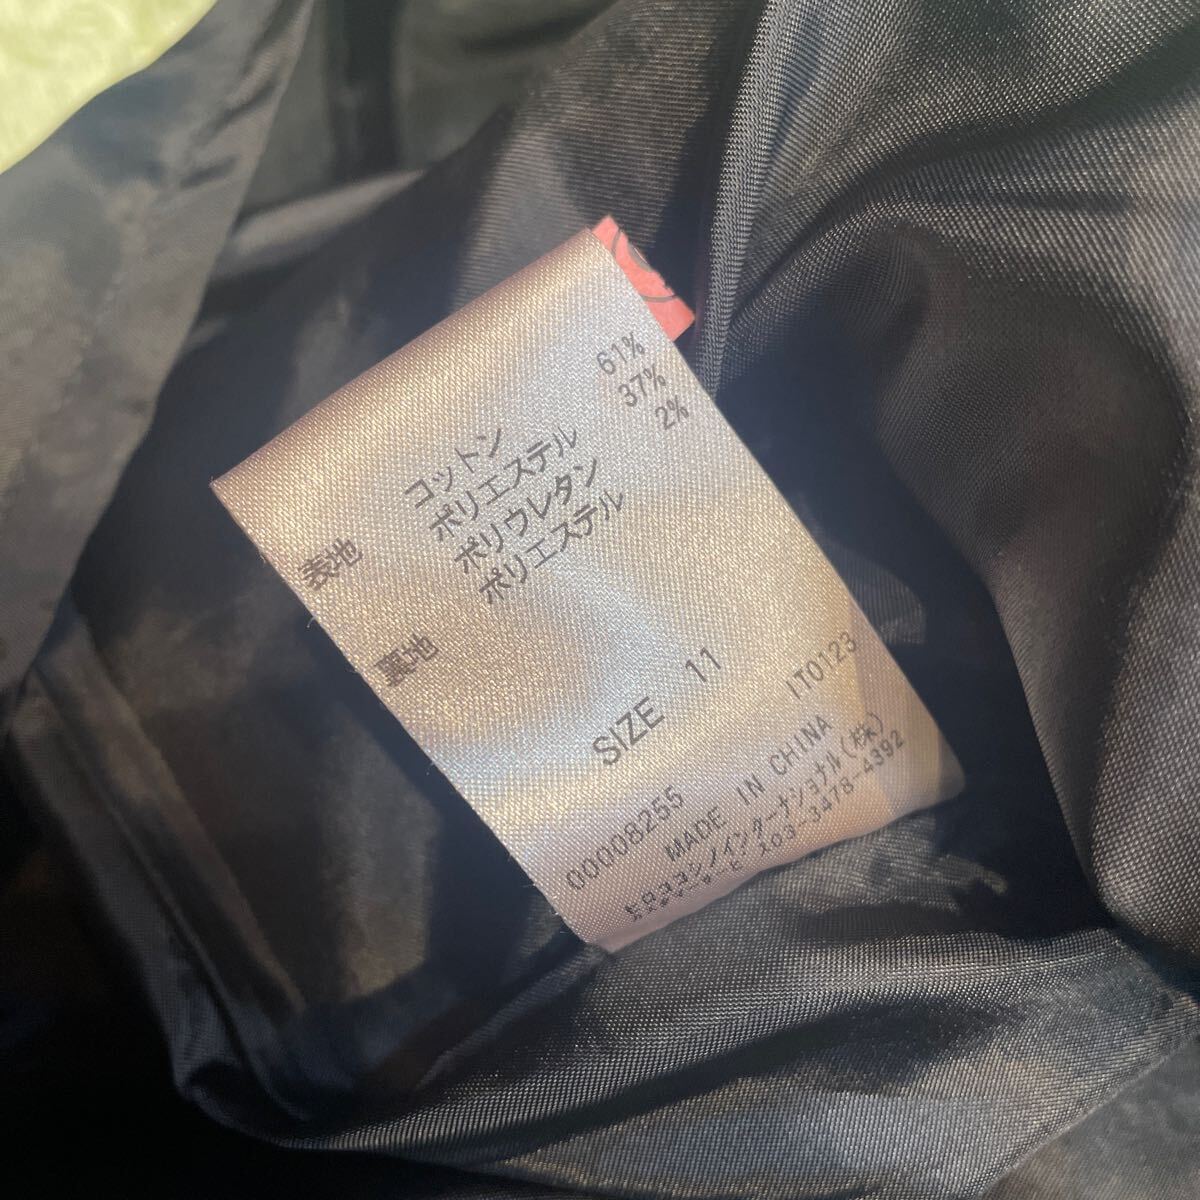 表地 コットン 61%
ポリエステル 37%
ポリウレタン 2%
裏地 ポリエステル
SIZE 11
00008255 IT0123
MADE IN CHINA
インターナショナル(株)
03-3478-4392